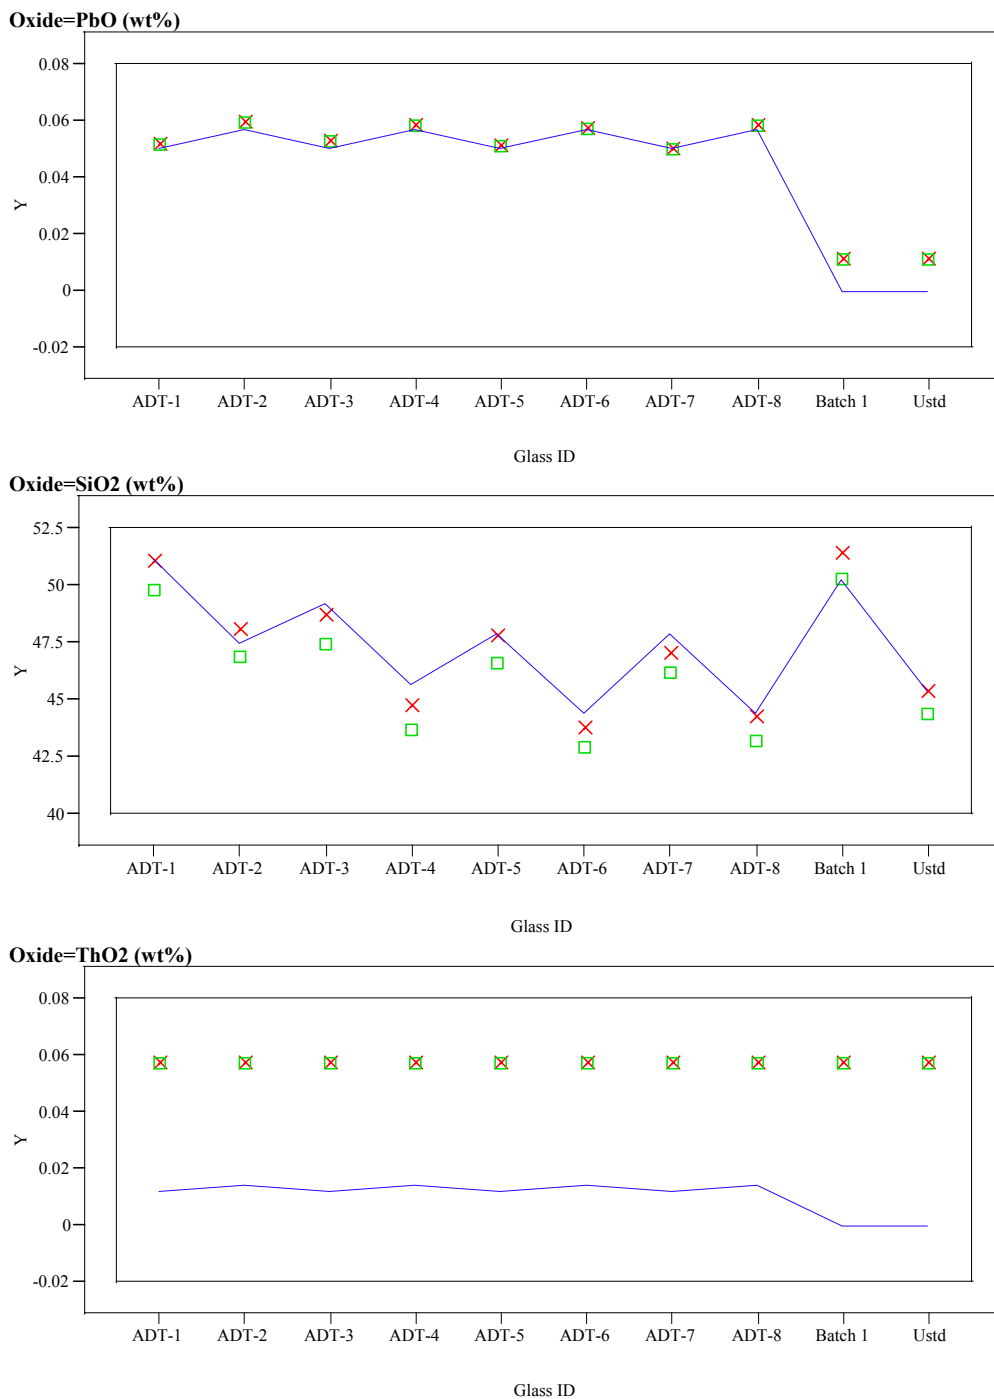 Oxide=PbO (wt%)
0.08
0.06
0.04
0.02
0
-0.02
Y
ADT-1 ADT-2 ADT-3 ADT-4 ADT-5 ADT-6 ADT-7 ADT-8 Batch 1 Ustd
Glass ID
Oxide=SiO2 (wt%)
52.5
50
47.5
45
42.5
40
Y
ADT-1 ADT-2 ADT-3 ADT-4 ADT-5 ADT-6 ADT-7 ADT-8 Batch 1 Ustd
Glass ID
Oxide=ThO2 (wt%)
0.08
0.06
0.04
0.02
0
-0.02
Y
ADT-1 ADT-2 ADT-3 ADT-4 ADT-5 ADT-6 ADT-7 ADT-8 Batch 1 Ustd
Glass ID